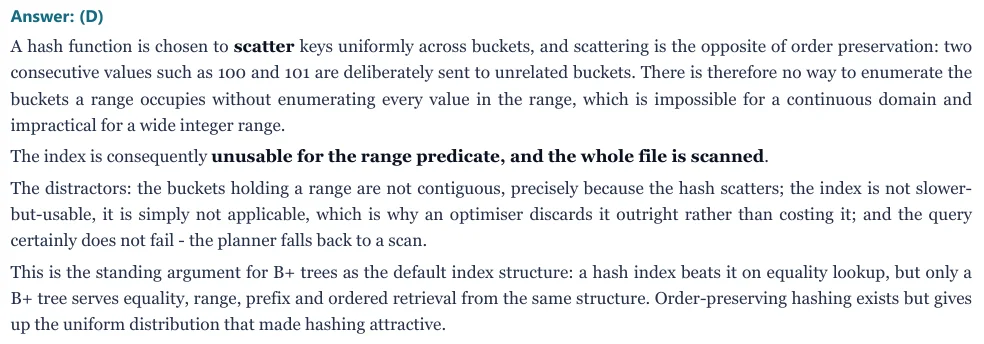 Answer: (D)
A hash function is chosen to scatter keys uniformly across buckets, and scattering is the opposite of order preservation: two
consecutive values such as 100 and 101 are deliberately sent to unrelated buckets. There is therefore no way to enumerate the
buckets a range occupies without enumerating every value in the range, which is impossible for a continuous domain and
impractical for a wide integer range.
The index is consequently unusable for the range predicate, and the whole file is scanned.
The distractors: the buckets holding a range are not contiguous, precisely because the hash scatters; the index is not slower-
but-usable, it is simply not applicable, which is why an optimiser discards it outright rather than costing it; and the query
certainly does not fail - the planner falls back to a scan.
This is the standing argument for B+ trees as the default index structure: a hash index beats it on equality lookup, but only a
B+ tree serves equality, range, prefix and ordered retrieval from the same structure. Order-preserving hashing exists but gives
up the uniform distribution that made hashing attractive.